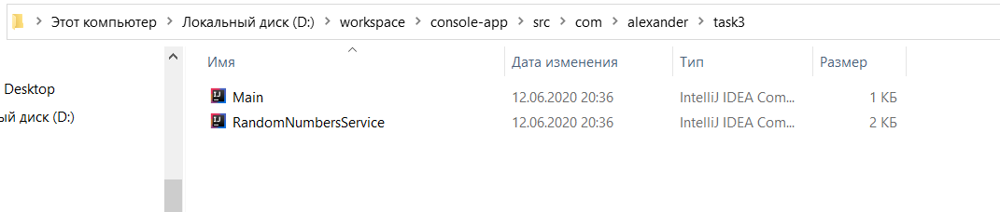 Этот компьютер > Локальный диск (D:) > workspace > console-app > src > com > alexander > task3
Имя Дата изменения Тип Размер
Desktop
ый диск (D:)
Main 12.06.2020 20:36 IntelliJ IDEA Com... 1 КБ
RandomNumbersService 12.06.2020 20:36 IntelliJ IDEA Com... 2 КБ